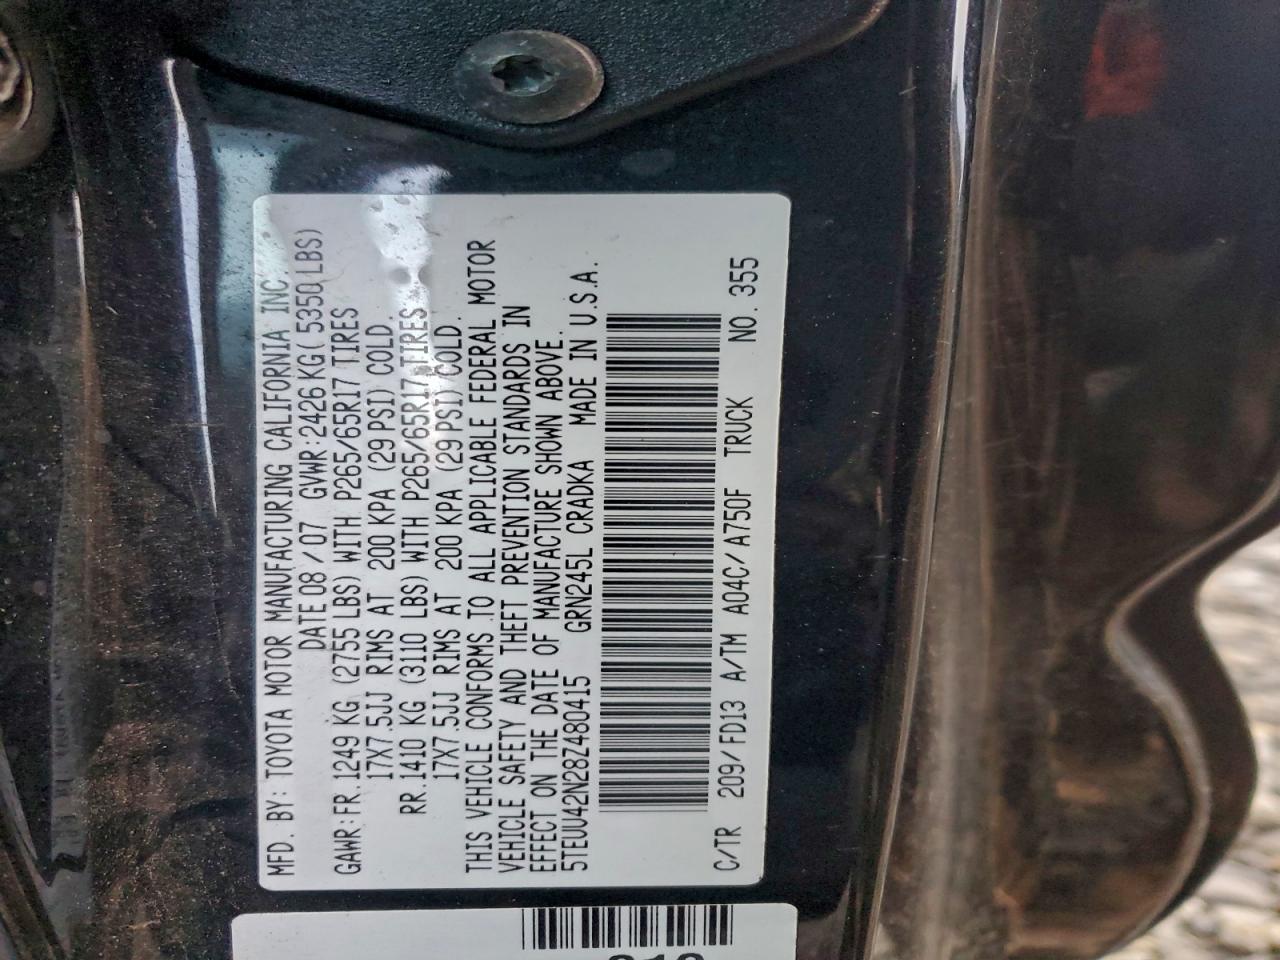 MFD. BY: TOYOTA MOTOR MANUFACTURING CALIFORNIA INC.
DATE 08/07 GVWR: 2426 KG( 5350 LBS)
GAWR: FR. 1249 KG (2755 LBS) WITH P265/65R17 TIRES
17X7.5JJ RIMS AT 200 KPA (29 PSI) COLD.
RR. 1410 KG (3110 LBS) WITH P265/65R17 TIRES
17X7.5JJ RIMS AT 200 KPA (29 PSI) COLD.
THIS VEHICLE CONFORMS TO ALL APPLICABLE FEDERAL MOTOR
VEHICLE SAFETY AND THEFT PREVENTION STANDARDS IN
EFFECT ON THE DATE OF MANUFACTURE SHOWN ABOVE.
5TEUU42N28Z480415 GRN245L CRADKA MADE IN U.S.A.
C/TR 209/FD13 A/TM A04C/A750F TRUCK NO. 355